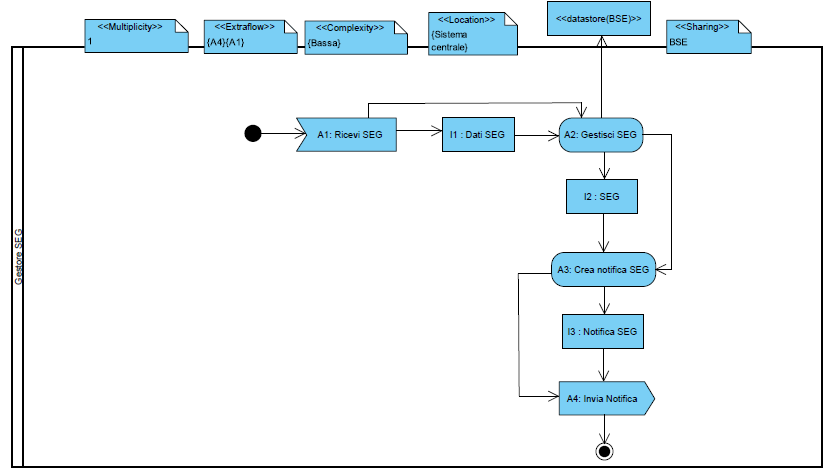 <<Multiplicity>>
1
<<Extraflow>>
{A4}{A1}
<<Complexity>>
{Bassa}
<<Location>>
{Sistema
centrale}
<<datastore(BSE)>>
<<Sharing>>
BSE
Gestore SEG
A1: Ricevi SEG
I1 : Dati SEG
A2: Gestisci SEG
I2 : SEG
A3: Crea notifica SEG
I3 : Notifica SEG
A4: Invia Notifica